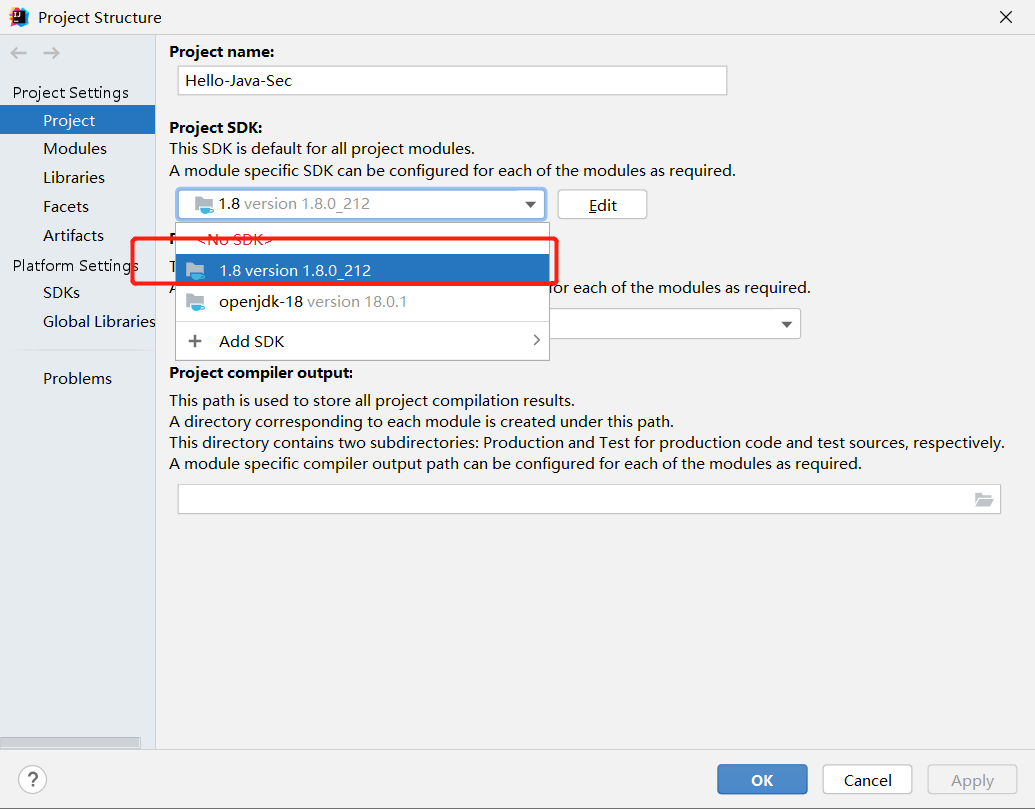 Project Structure
Project Settings
Project
Modules
Libraries
Facets
Artifacts
Platform Settings
SDKs
Global Libraries
Problems
Project name:
Hello-Java-Sec
Project SDK:
This SDK is default for all project modules.
A module specific SDK can be configured for each of the modules as required.
1.8 version 1.8.0_212
Edit
<No SDK>
1.8 version 1.8.0_212
for each of the modules as required.
openjdk-18 version 18.0.1
Add SDK
Project compiler output:
This path is used to store all project compilation results.
A directory corresponding to each module is created under this path.
This directory contains two subdirectories: Production and Test for production code and test sources, respectively.
A module specific compiler output path can be configured for each of the modules as required.
?
OK
Cancel
Apply